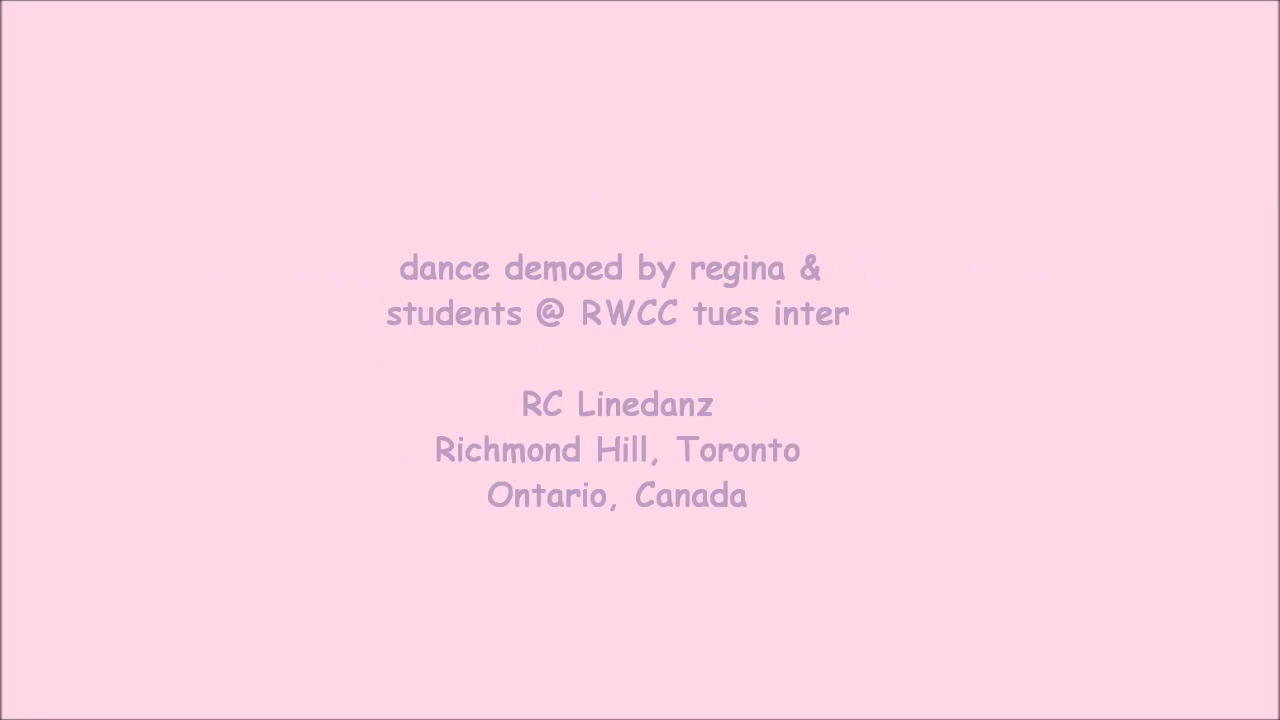 dance demoed by regina &
students @ RWCC tues inter
RC Linedanz
Richmond Hill, Toronto
Ontario, Canada